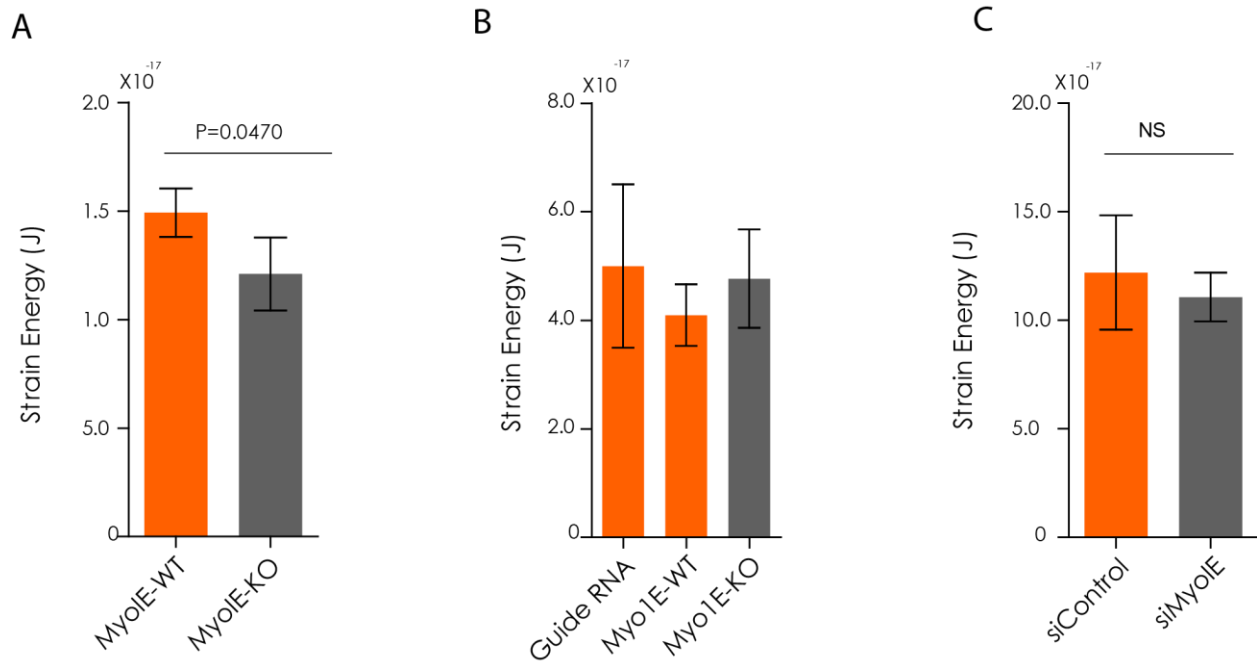 A
X10-17
2.0
1.5
1.0
5.0
0
Strain Energy (J)
P=0.0470
MyoIE-WT
MyoIE-KO
B
X10-17
8.0
6.0
4.0
2.0
0
Strain Energy (J)
Guide RNA
Myo1E-WT
Myo1E-KO
C
X10-17
20.0
15.0
10.0
5.0
0
Strain Energy (J)
NS
siControl
siMyoIE